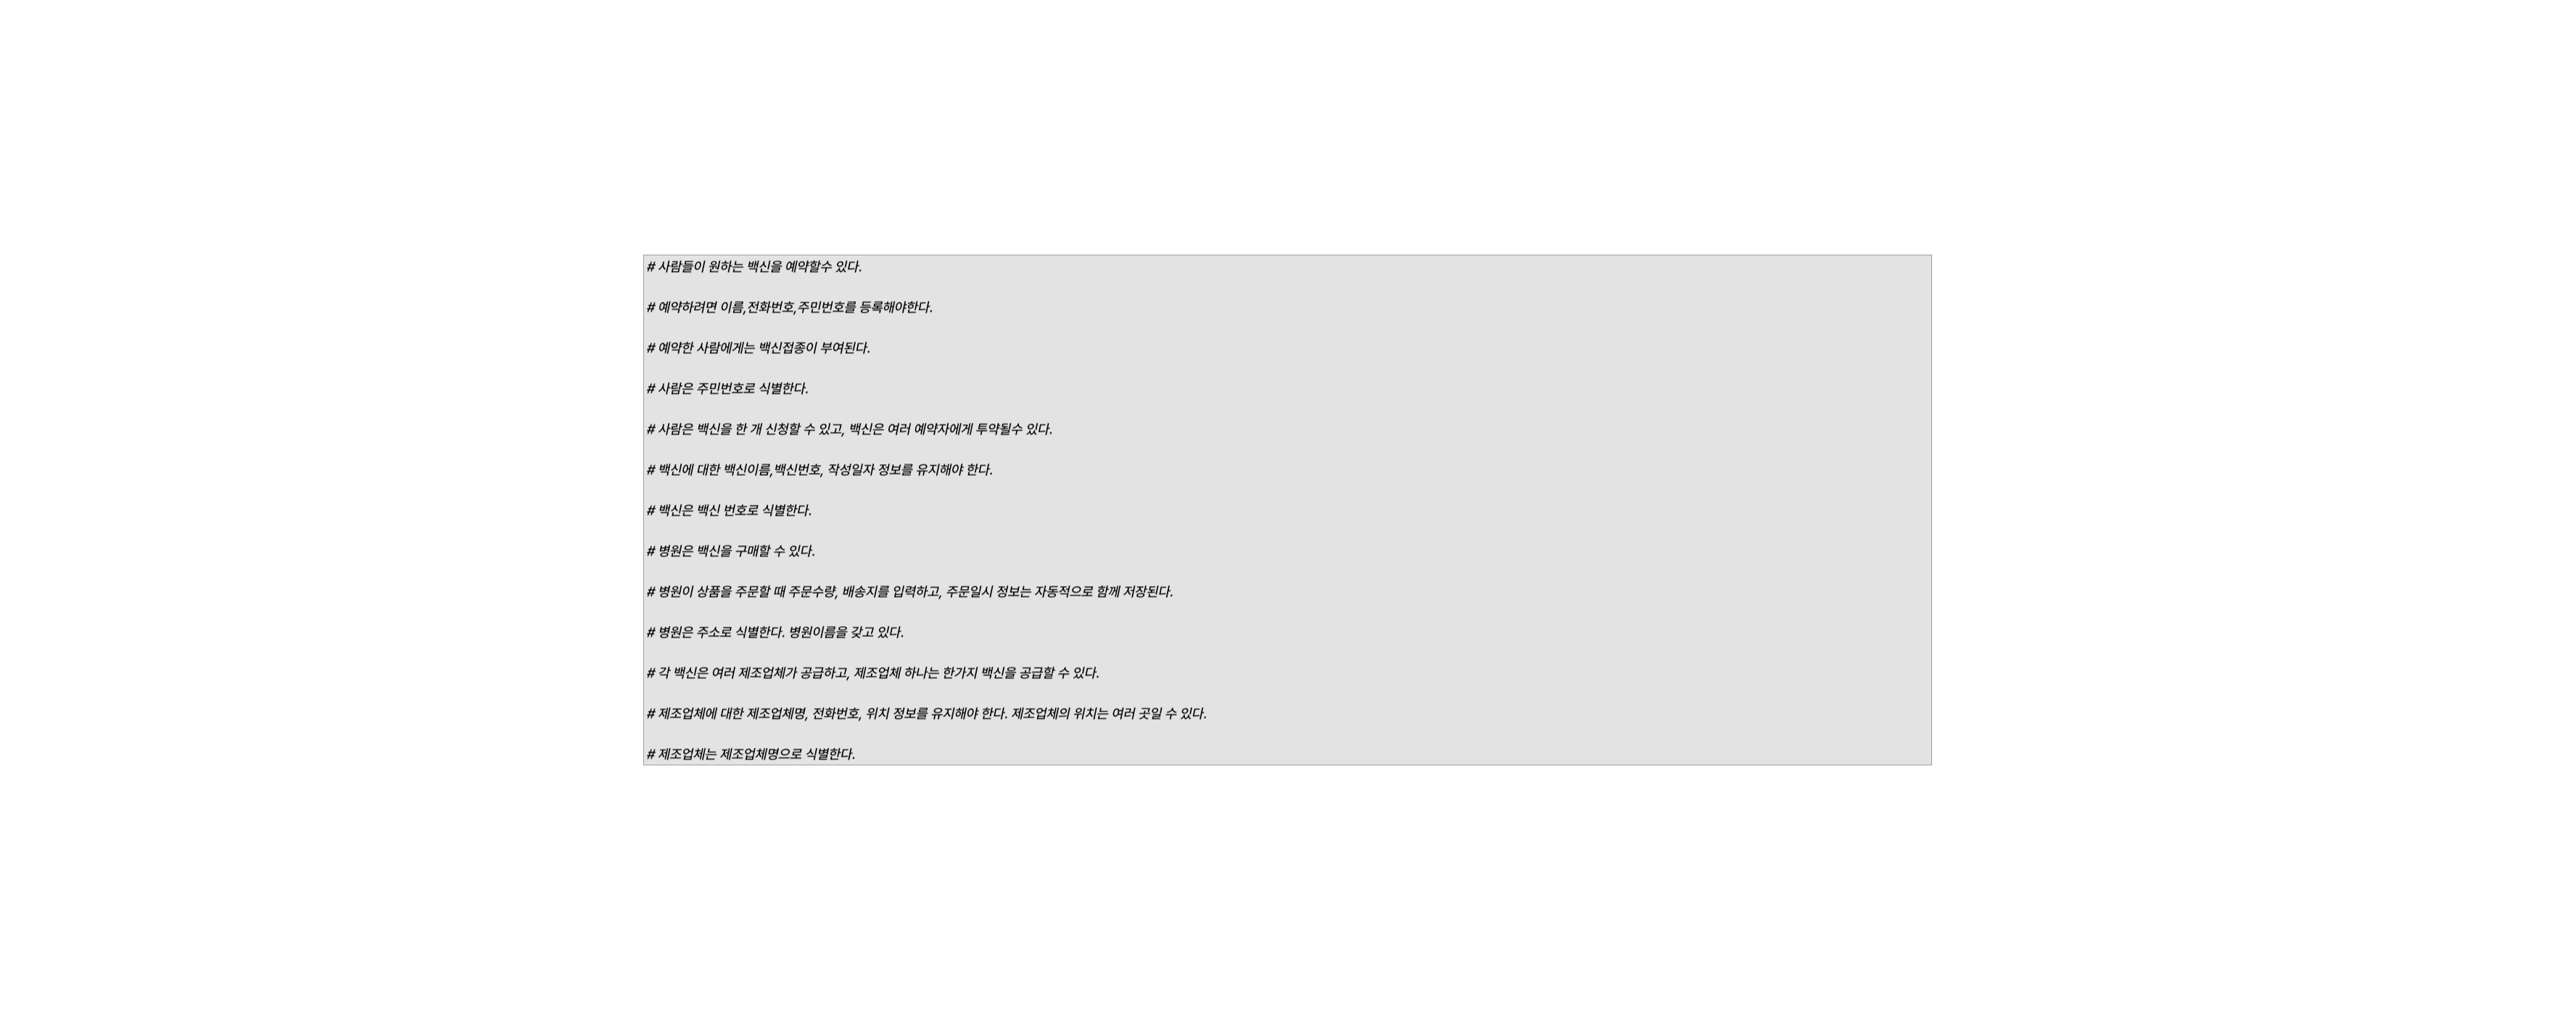 # 사람들이 원하는 백신을 예약할수 있다.
# 예약하려면 이름,전화번호,주민번호를 등록해야한다.
# 예약한 사람에게는 백신접종이 부여된다.
# 사람은 주민번호로 식별한다.
# 사람은 백신을 한 개 신청할 수 있고, 백신은 여러 예약자에게 투약될수 있다.
# 백신에 대한 백신이름,백신번호, 작성일자 정보를 유지해야 한다.
# 백신은 백신 번호로 식별한다.
# 병원은 백신을 구매할 수 있다.
# 병원이 상품을 주문할 때 주문수량, 배송지를 입력하고, 주문일시 정보는 자동적으로 함께 저장된다.
# 병원은 주소로 식별한다. 병원이름을 갖고 있다.
# 각 백신은 여러 제조업체가 공급하고, 제조업체 하나는 한가지 백신을 공급할 수 있다.
# 제조업체에 대한 제조업체명, 전화번호, 위치 정보를 유지해야 한다. 제조업체의 위치는 여러 곳일 수 있다.
# 제조업체는 제조업체명으로 식별한다.